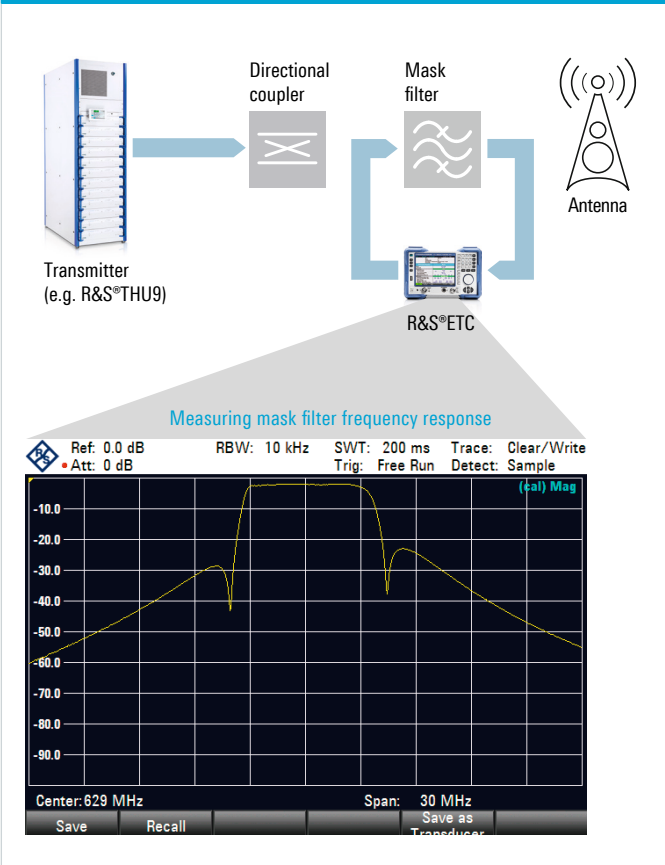 Directional
coupler
Mask
filter
Antenna
Transmitter
(e.g. R&S®THU9)
R&S®ETC
Measuring mask filter frequency response
R/S
Ref: 0.0 dB
RBW: 10 kHz
SWT: 200 ms
Trace: Clear/Write
Att: 0 dB
Trig: Free Run
Detect: Sample
(cal) Mag
-10.0
-20.0
-30.0
-40.0
-50.0
-60.0
-70.0
-80.0
-90.0
Center: 629 MHz
Span: 30 MHz
Save
Recall
Save as
Transducer